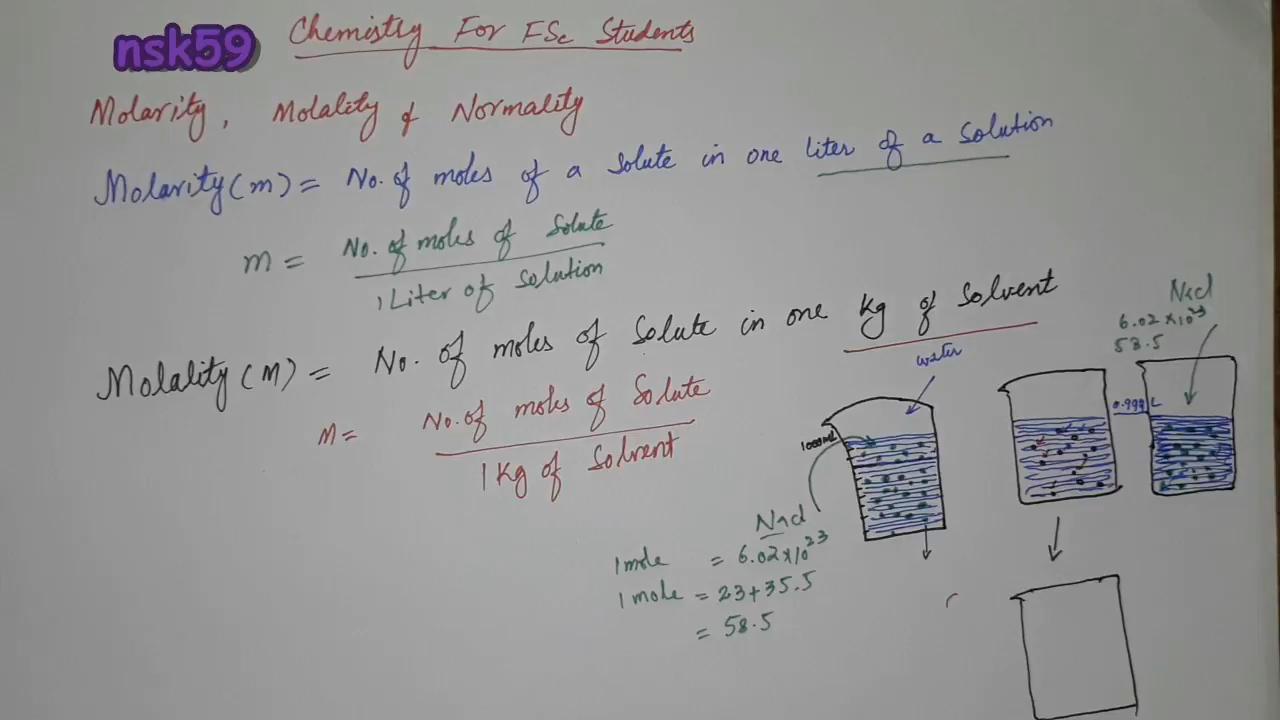 nsk59
Chemistry For FSc Students
Molarity, Molality & Normality
Molarity (m) = No. of moles of a Solute in one liter of a Solution
m = No. of moles of Solute
1 Liter of Solution
Molality (m) = No. of moles of Solute in one Kg of Solvent
m = No. of moles of Solute
1 Kg of Solvent
water
1000mL
Nacl
1 mole = 6.02 x 10^23
1 mole = 23 + 35.5
= 58.5
Nacl
6.02 x 10^23
58.5
0.999 L